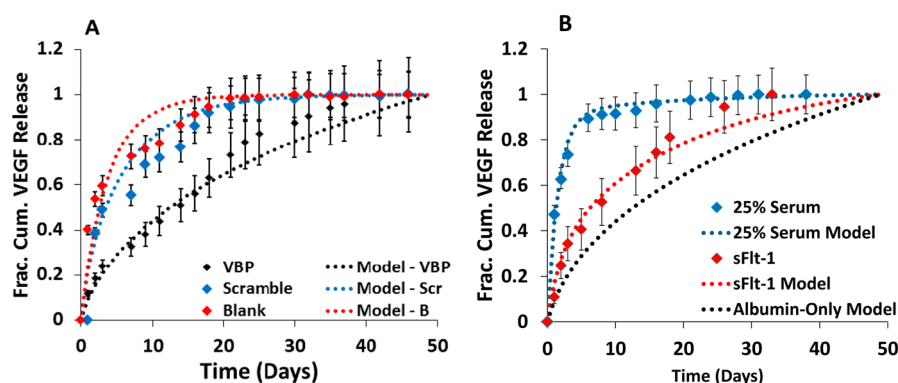 A
Frac. Cum. VEGF Release
1.2
1
0.8
0.6
0.4
0.2
0
VBP
Scramble
Blank
Model - VBP
Model - Scr
Model - B
0 10 20 30 40 50
Time (Days)
B
Frac. Cum. VEGF Release
1.2
1
0.8
0.6
0.4
0.2
0
25% Serum
25% Serum Model
sFlt-1
sFlt-1 Model
Albumin-Only Model
0 10 20 30 40 50
Time (Days)